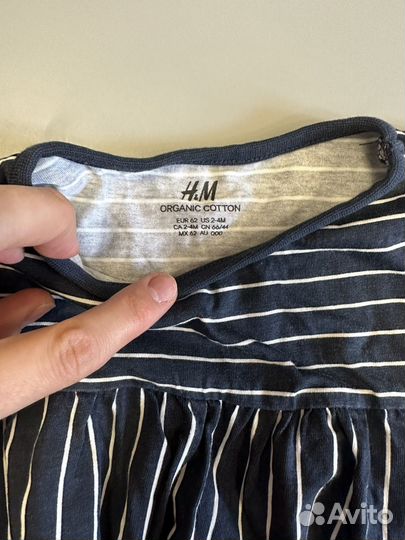 H&M
ORGANIC COTTON
EUR 62 US 2-4M
CA 2-4M CN 66/44
MX 62 AU 000
Avito